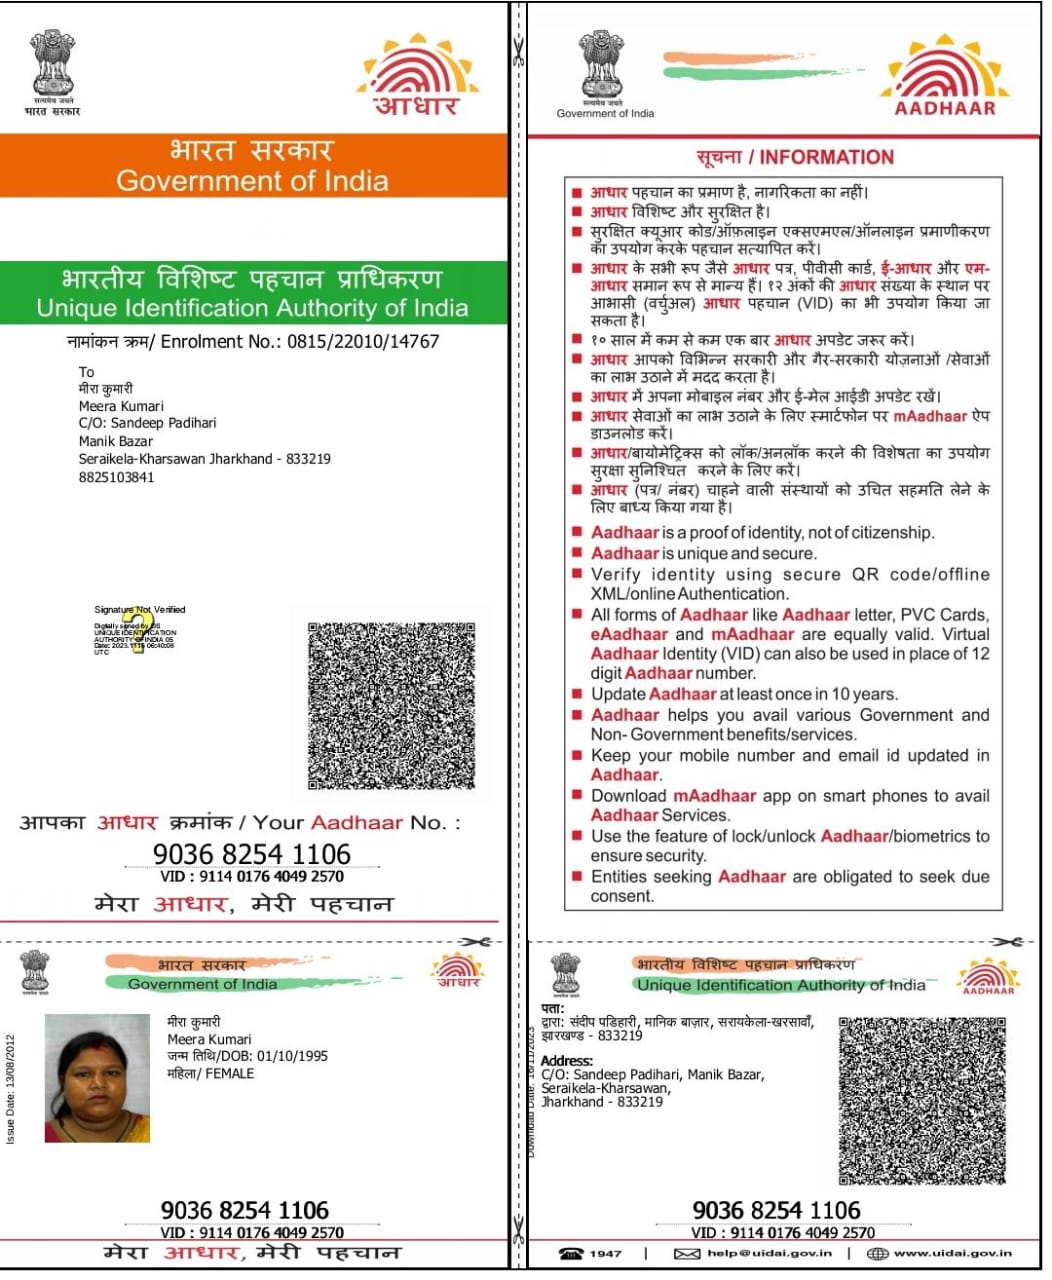 सत्यमेव जयते
भारत सरकार
आधार
भारत सरकार
Government of India
भारतीय विशिष्ट पहचान प्राधिकरण
Unique Identification Authority of India
नामांकन क्रम/ Enrolment No.: 0815/22010/14767
To
मीरा कुमारी
Meera Kumari
C/O: Sandeep Padihari
Manik Bazar
Seraikela-Kharsawan Jharkhand - 833219
8825103841
Signature Not Verified
Digitally signed by DS
UNIQUE IDENTIFICATION
AUTHORITY OF INDIA 05
Date: 2023.11.16 06:40:06
UTC
आपका आधार क्रमांक / Your Aadhaar No. :
9036 8254 1106
VID : 9114 0176 4049 2570
मेरा आधार, मेरी पहचान
सत्यमेव जयते
Government of India
AADHAAR
सूचना / INFORMATION
■ आधार पहचान का प्रमाण है, नागरिकता का नहीं।
■ आधार विशिष्ट और सुरक्षित है।
■ सुरक्षित क्यूआर कोड/ऑफ़लाइन एक्सएमएल/ऑनलाइन प्रमाणीकरण
का उपयोग करके पहचान सत्यापित करें।
■ आधार के सभी रूप जैसे आधार पत्र, पीवीसी कार्ड, ई-आधार और एम-
आधार समान रूप से मान्य हैं। १२ अंकों की आधार संख्या के स्थान पर
आभासी (वर्चुअल) आधार पहचान (VID) का भी उपयोग किया जा
सकता है।
■ १० साल में कम से कम एक बार आधार अपडेट जरूर करें।
■ आधार आपको विभिन्न सरकारी और गैर-सरकारी योज़नाओं /सेवाओं
का लाभ उठाने में मदद करता है।
■ आधार में अपना मोबाइल नंबर और ई-मेल आईडी अपडेट रखें।
■ आधार सेवाओं का लाभ उठाने के लिए स्मार्टफोन पर mAadhaar ऐप
डाउनलोड करें।
■ आधार/बायोमेट्रिक्स को लॉक/अनलॉक करने की विशेषता का उपयोग
सुरक्षा सुनिश्चित करने के लिए करें।
■ आधार (पत्र/ नंबर) चाहने वाली संस्थायों को उचित सहमति लेने के
लिए बाध्य किया गया है।
■ Aadhaar is a proof of identity, not of citizenship.
■ Aadhaar is unique and secure.
■ Verify identity using secure QR code/offline
XML/online Authentication.
■ All forms of Aadhaar like Aadhaar letter, PVC Cards,
eAadhaar and mAadhaar are equally valid. Virtual
Aadhaar Identity (VID) can also be used in place of 12
digit Aadhaar number.
■ Update Aadhaar at least once in 10 years.
■ Aadhaar helps you avail various Government and
Non- Government benefits/services.
■ Keep your mobile number and email id updated in
Aadhaar.
■ Download mAadhaar app on smart phones to avail
Aadhaar Services.
■ Use the feature of lock/unlock Aadhaar/biometrics to
ensure security.
■ Entities seeking Aadhaar are obligated to seek due
consent.
सत्यमेव जयते
भारत सरकार
Government of India
आधार
Issue Date: 13/08/2012
मीरा कुमारी
Meera Kumari
जन्म तिथि/DOB: 01/10/1995
महिला/ FEMALE
9036 8254 1106
VID : 9114 0176 4049 2570
मेरा आधार, मेरी पहचान
सत्यमेव जयते
भारतीय विशिष्ट पहचान प्राधिकरण
Unique Identification Authority of India
AADHAAR
Download Date: 16/11/2023
पता:
द्वारा: संदीप पडिहारी, मानिक बाज़ार, सरायकेला-खरसावाँ,
झारखण्ड - 833219
Address:
C/O: Sandeep Padihari, Manik Bazar,
Seraikela-Kharsawan,
Jharkhand - 833219
9036 8254 1106
VID : 9114 0176 4049 2570
1947 | help@uidai.gov.in | www.uidai.gov.in